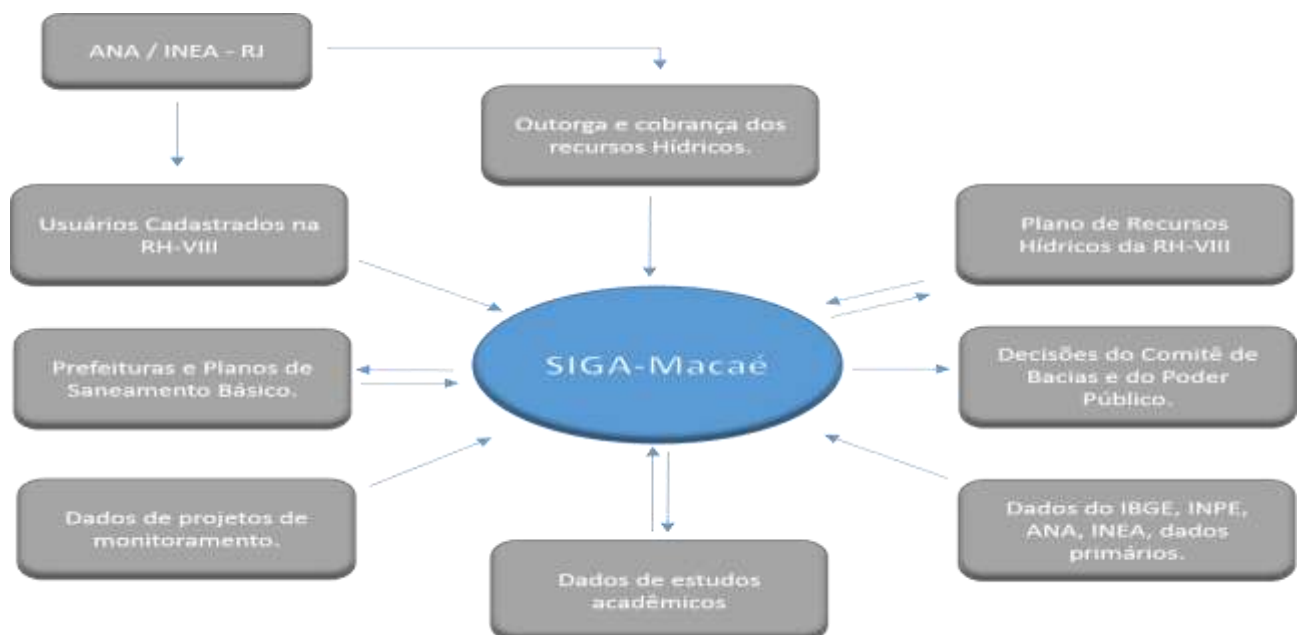 ANA / INEA - RJ
Outorga e cobrança dos
recursos Hídricos.
Usuários Cadastrados na
RH-VIII
Plano de Recursos
Hídricos da RH-VIII
SIGA-Macaé
Prefeituras e Planos de
Saneamento Básico.
Decisões do Comitê de
Bacias e do Poder
Público.
Dados de projetos de
monitoramento.
Dados de estudos
acadêmicos
Dados do IBGE, INPE,
ANA, INEA, dados
primários.